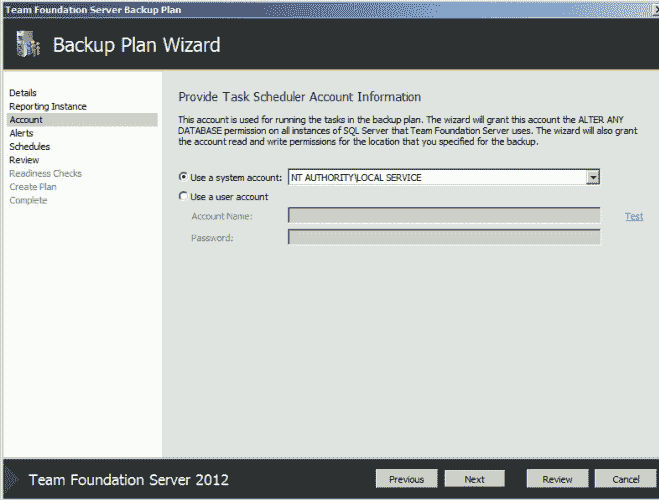 Team Foundation Server Backup Plan
Backup Plan Wizard
Details
Reporting Instance
Account
Alerts
Schedules
Review
Readiness Checks
Create Plan
Complete
Provide Task Scheduler Account Information
This account is used for running the tasks in the backup plan. The wizard will grant this account the ALTER ANY
DATABASE permission on all instances of SQL Server that Team Foundation Server uses. The wizard will also grant
the account read and write permissions for the location that you specified for the backup.
Use a system account: NT AUTHORITY\LOCAL SERVICE
Use a user account
Account Name: Test
Password:
Team Foundation Server 2012 Previous Next Review Cancel